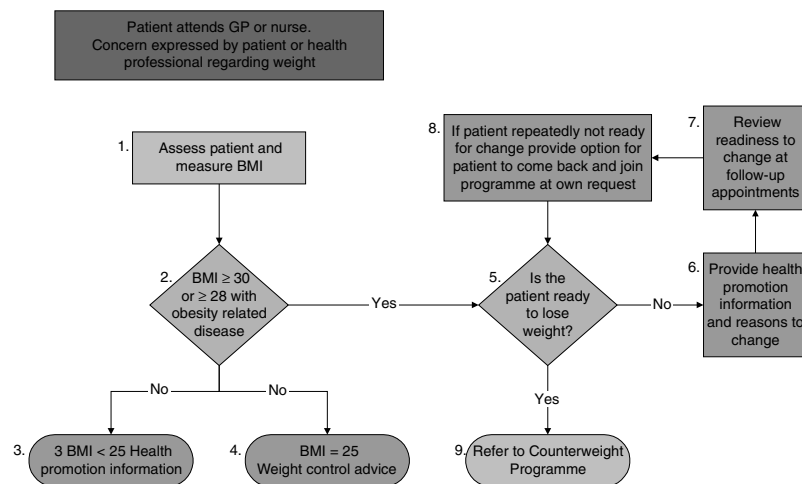 Patient attends GP or nurse.
Concern expressed by patient or health
professional regarding weight
1.
Assess patient and
measure BMI
2.
BMI ≥ 30
or ≥ 28 with
obesity related
disease
Yes
No
No
3.
3 BMI < 25 Health
promotion information
4.
BMI = 25
Weight control advice
5.
Is the
patient ready
to lose
weight?
No
Yes
6.
Provide health
promotion
information
and reasons to
change
7.
Review
readiness to
change at
follow-up
appointments
8.
If patient repeatedly not ready
for change provide option for
patient to come back and join
programme at own request
9.
Refer to Counterweight
Programme